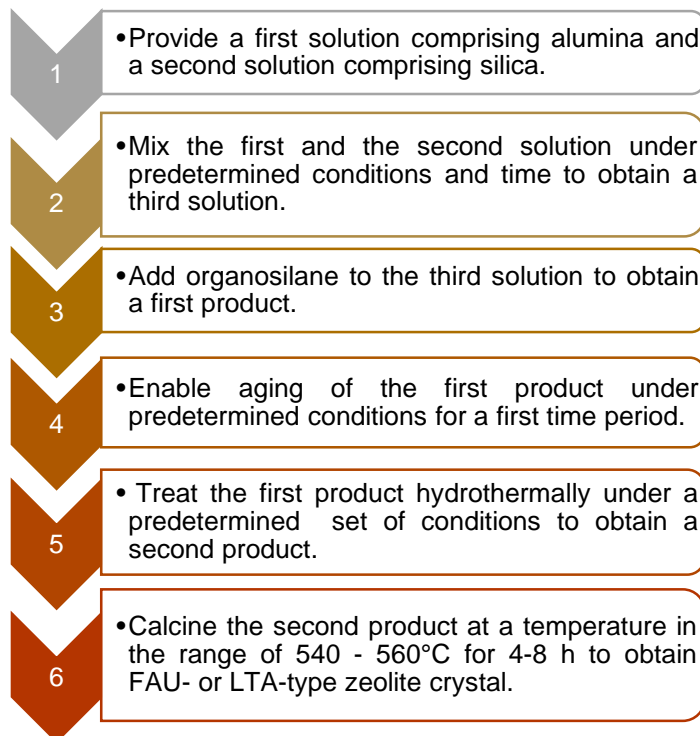 1
•Provide a first solution comprising alumina and
a second solution comprising silica.
2
•Mix the first and the second solution under
predetermined conditions and time to obtain a
third solution.
3
•Add organosilane to the third solution to obtain
a first product.
4
•Enable aging of the first product under
predetermined conditions for a first time period.
5
• Treat the first product hydrothermally under a
predetermined set of conditions to obtain a
second product.
6
•Calcine the second product at a temperature in
the range of 540 - 560°C for 4-8 h to obtain
FAU- or LTA-type zeolite crystal.